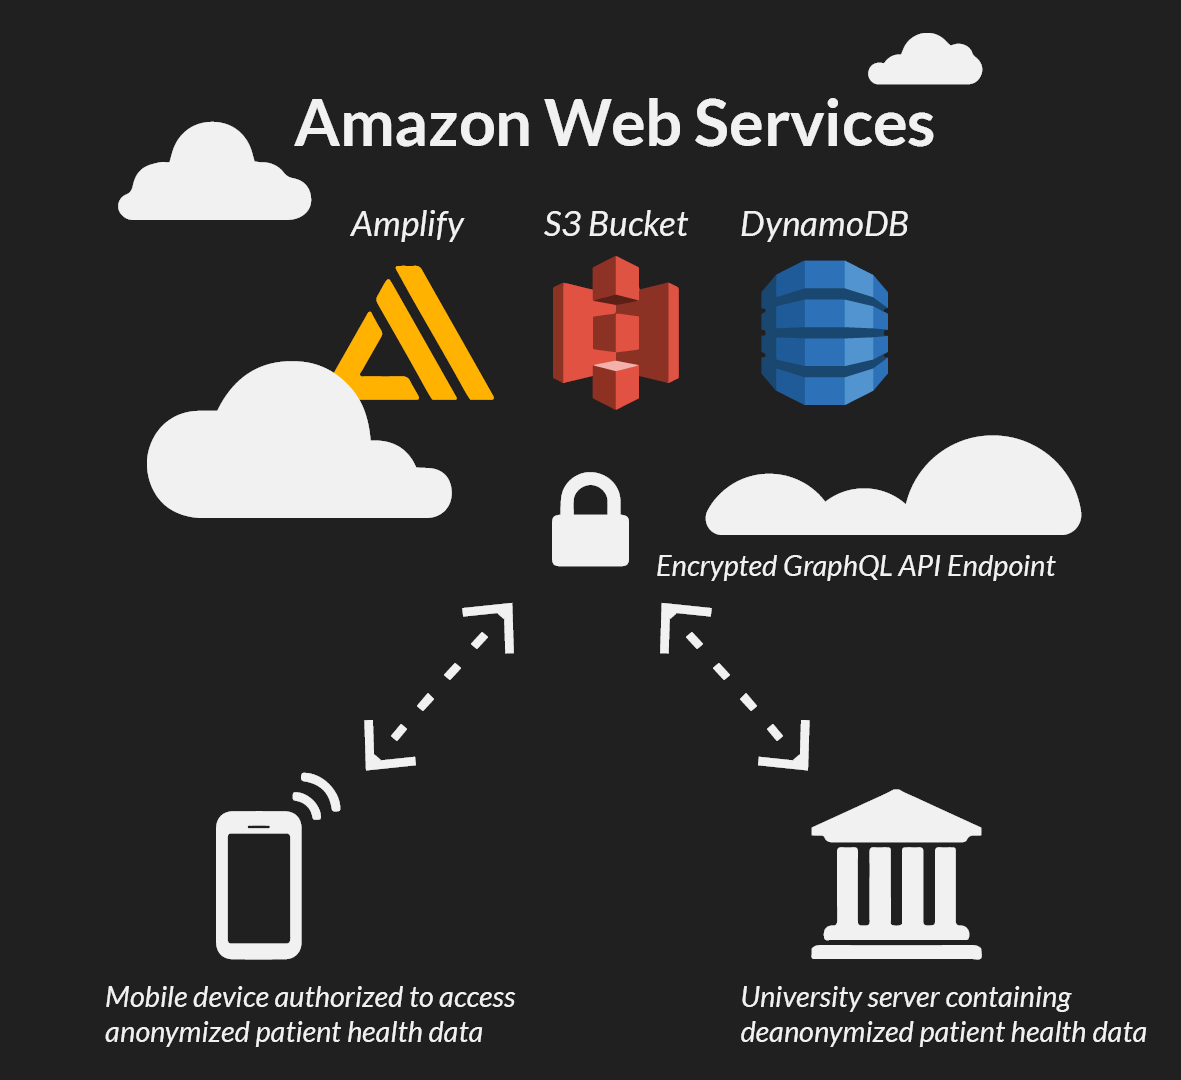 Amazon Web Services
Amplify
S3 Bucket
DynamoDB
Encrypted GraphQL API Endpoint
Mobile device authorized to access
anonymized patient health data
University server containing
deanonymized patient health data